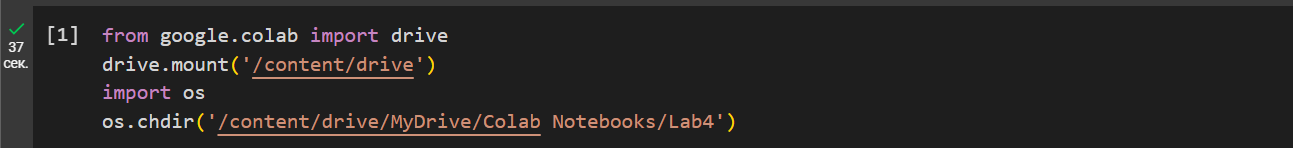 [1] from google.colab import drive
37 drive.mount('/content/drive')
сек. import os
os.chdir('/content/drive/MyDrive/Colab Notebooks/Lab4')